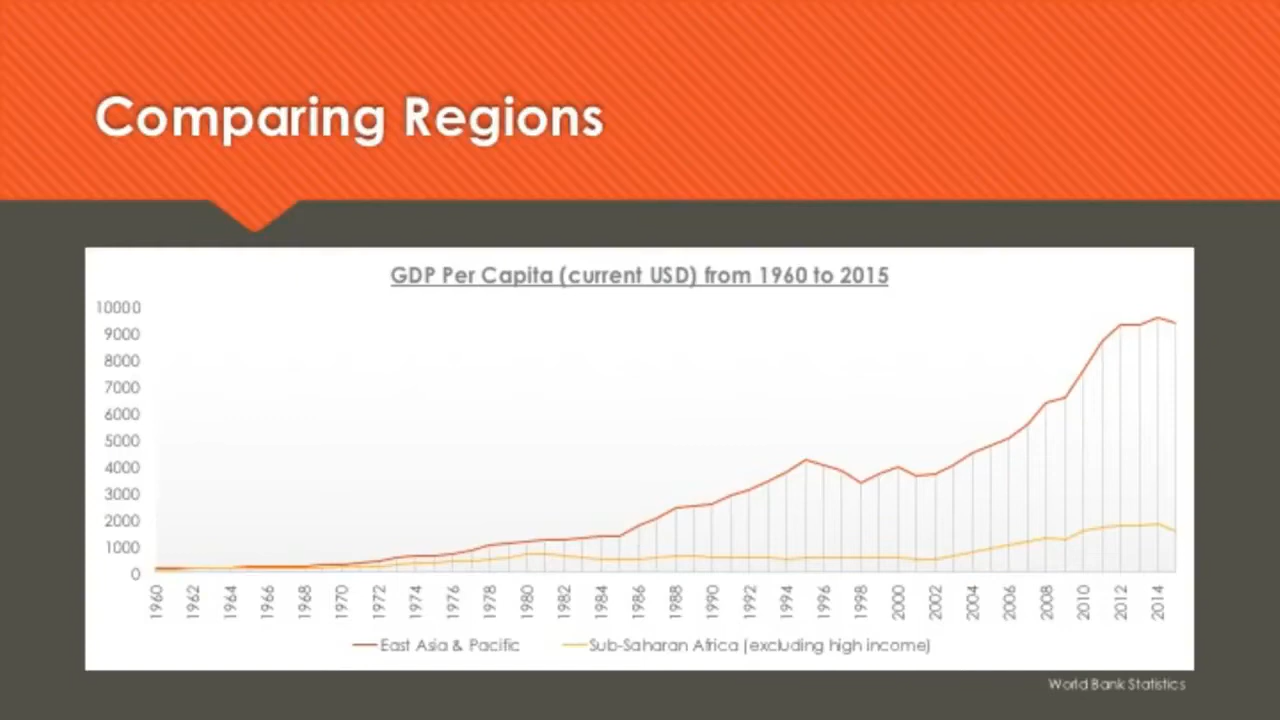 Comparing Regions
GDP Per Capita (current USD) from 1960 to 2015
10000
9000
8000
7000
6000
5000
4000
3000
2000
1000
0
1960 1962 1964 1966 1968 1970 1972 1974 1976 1978 1980 1982 1984 1986 1988 1990 1992 1994 1996 1998 2000 2002 2004 2006 2008 2010 2012 2014
East Asia & Pacific Sub-Saharan Africa (excluding high income)
World Bank Statistics